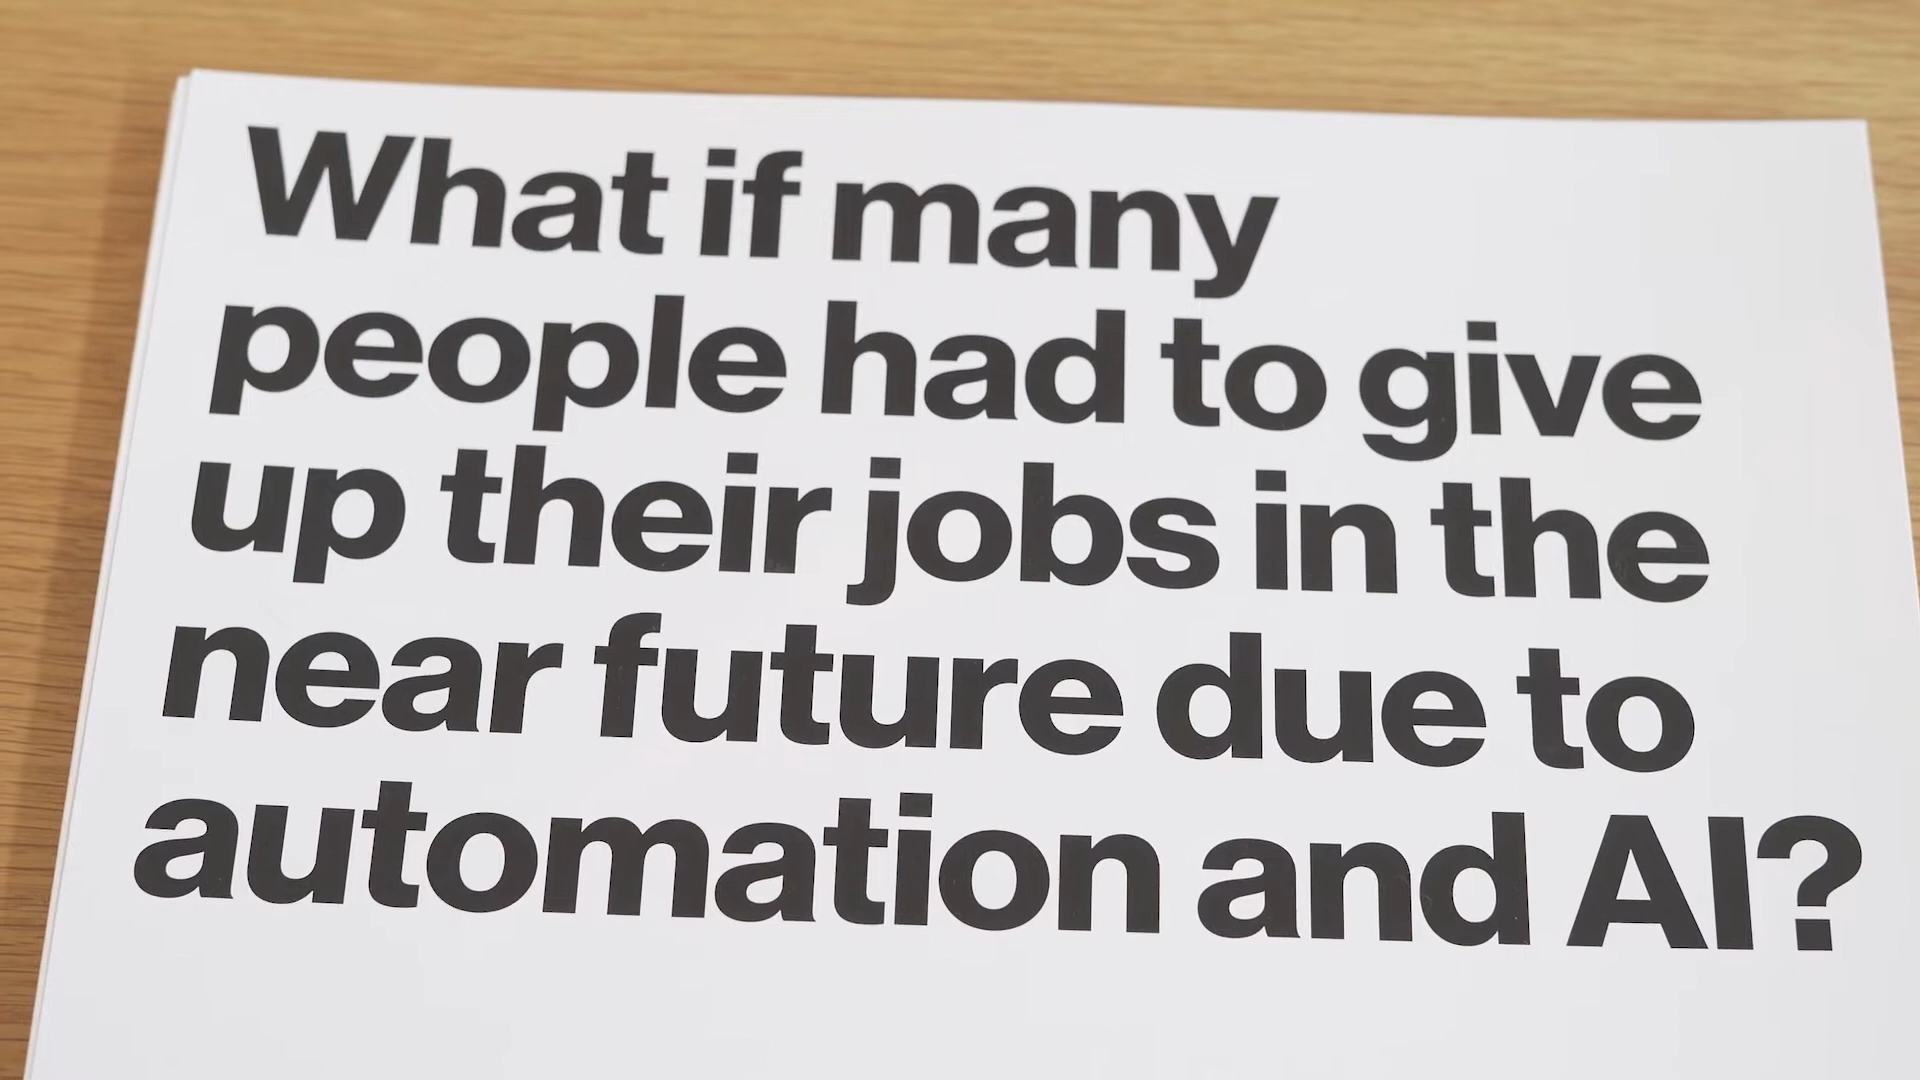 What if many
people had to give
up their jobs in the
near future due to
automation and AI?